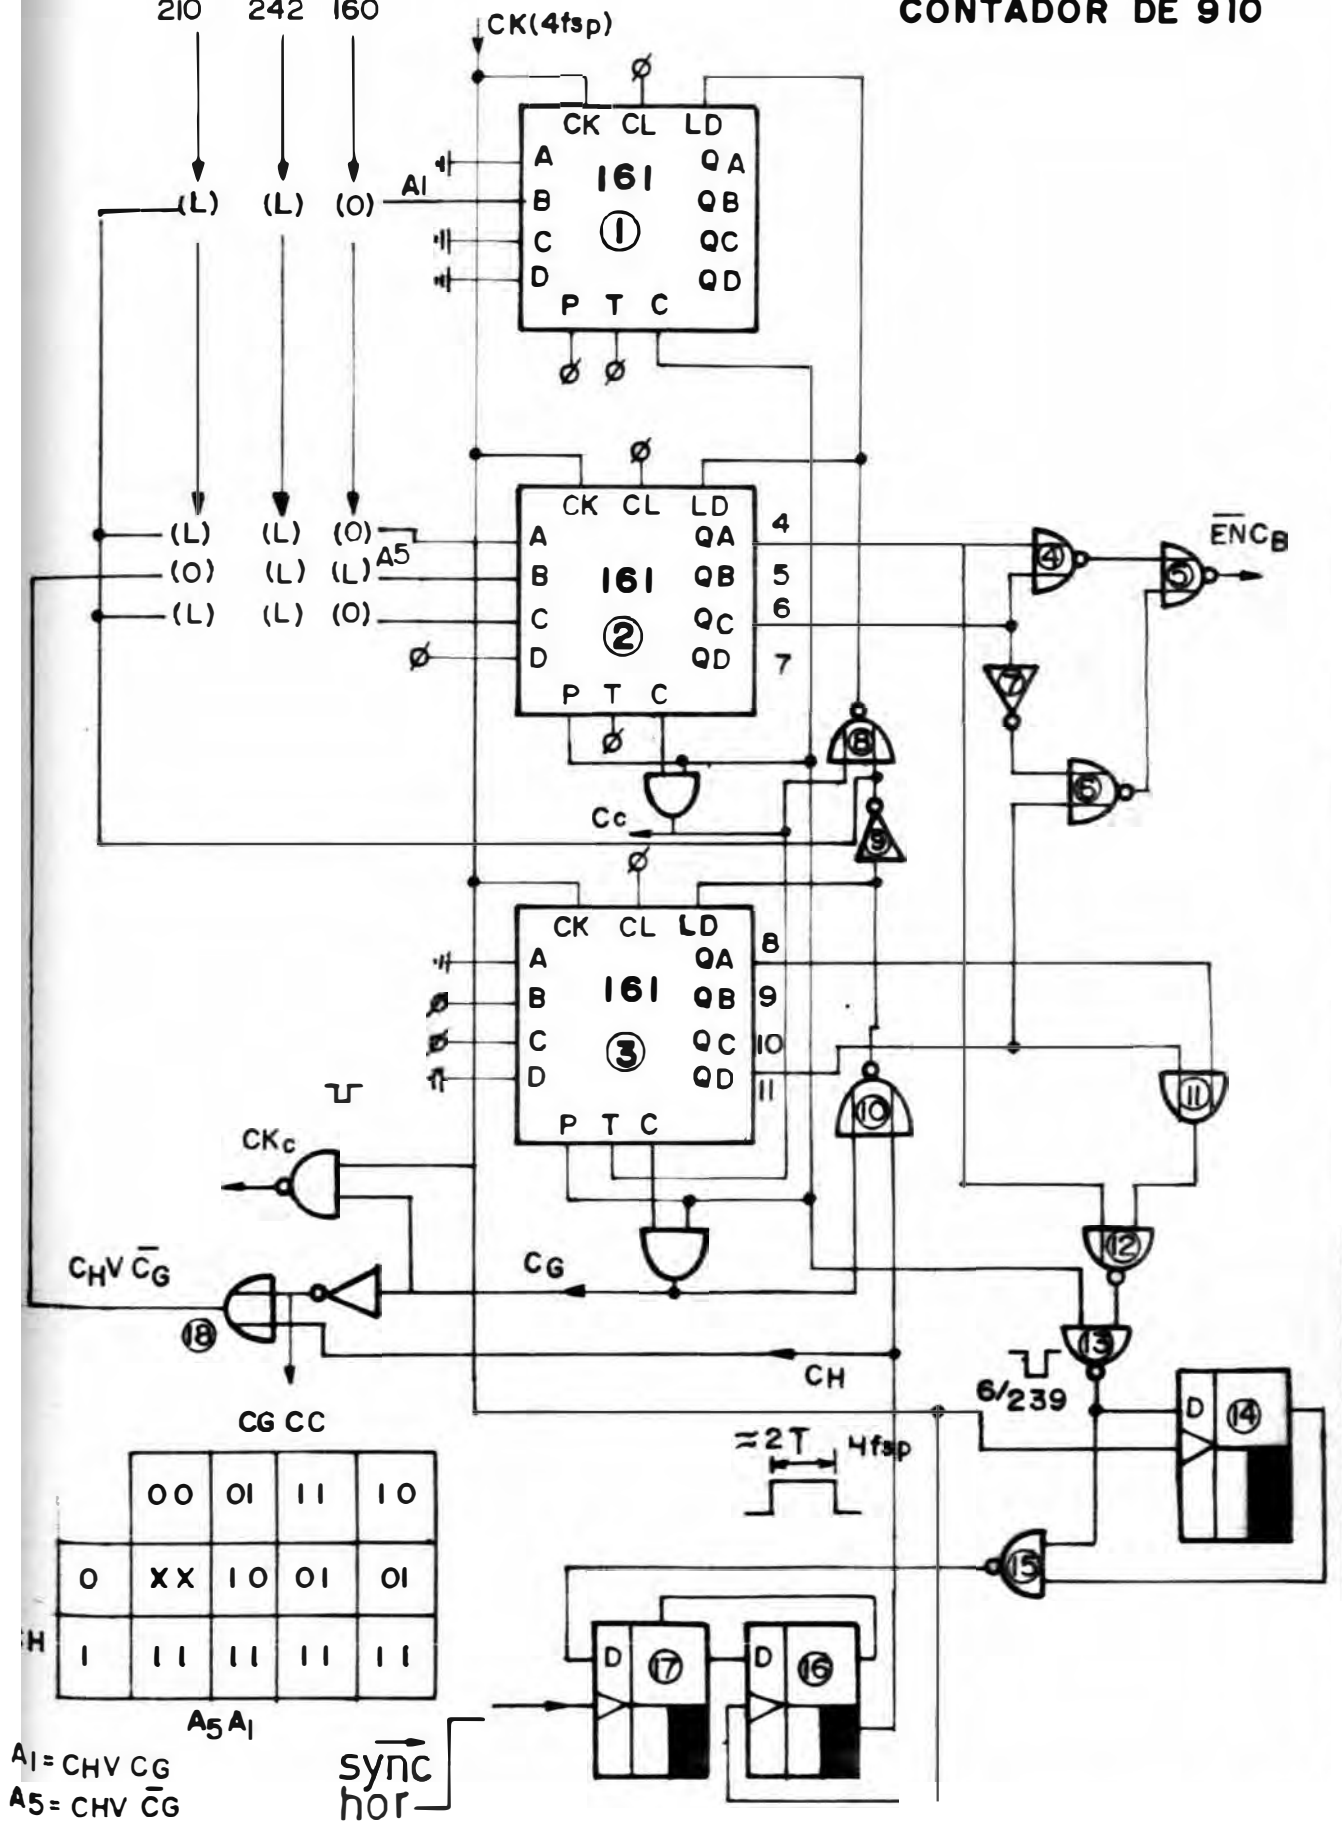 210 242 160
CK(4fsp)
CONTADOR DE 910
Ø
CK CL LD
A QA
161
B QB
①
C QC
D QD
P T C
Ø Ø
(L) (L) (O) A1
Ø
CK CL LD
A QA 4
B 161 QB 5
C QC 6
②
D QD 7
P T C
Ø
Ø
(L) (L) (O)
A5
(O) (L) (L)
(L) (L) (O)
④
⑤
ENC̅B
⑦
⑥
⑧
⑨
Cc
Ø
CK CL LD
A QA 8
B 161 QB 9
C QC 10
③
D QD 11
P T C
Ø
Ø
⑩
⑪
⑫
⑬
6/239
CKc
CHV C̅G
⑱
CG
CH
D ⑭
≈2T 4fsp
⑮
D ⑰
D ⑯
CG CC
00 01 11 10
0 XX 10 01 01
H 1 11 11 11 11
A5 A1
A1 = CHV CG
A5 = CHV C̅G
sync
hor